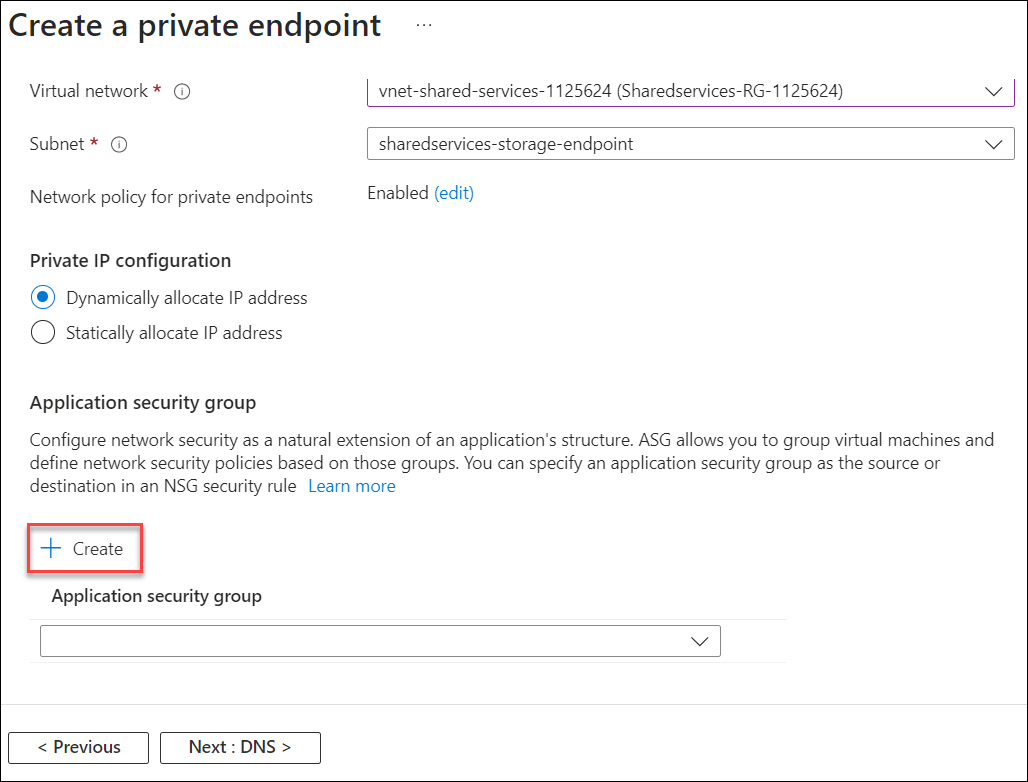 Create a private endpoint ...
Virtual network *
vnet-shared-services-1125624 (Sharedservices-RG-1125624)
Subnet *
sharedservices-storage-endpoint
Network policy for private endpoints
Enabled (edit)
Private IP configuration
Dynamically allocate IP address
Statically allocate IP address
Application security group
Configure network security as a natural extension of an application's structure. ASG allows you to group virtual machines and
define network security policies based on those groups. You can specify an application security group as the source or
destination in an NSG security rule Learn more
+ Create
Application security group
< Previous
Next : DNS >